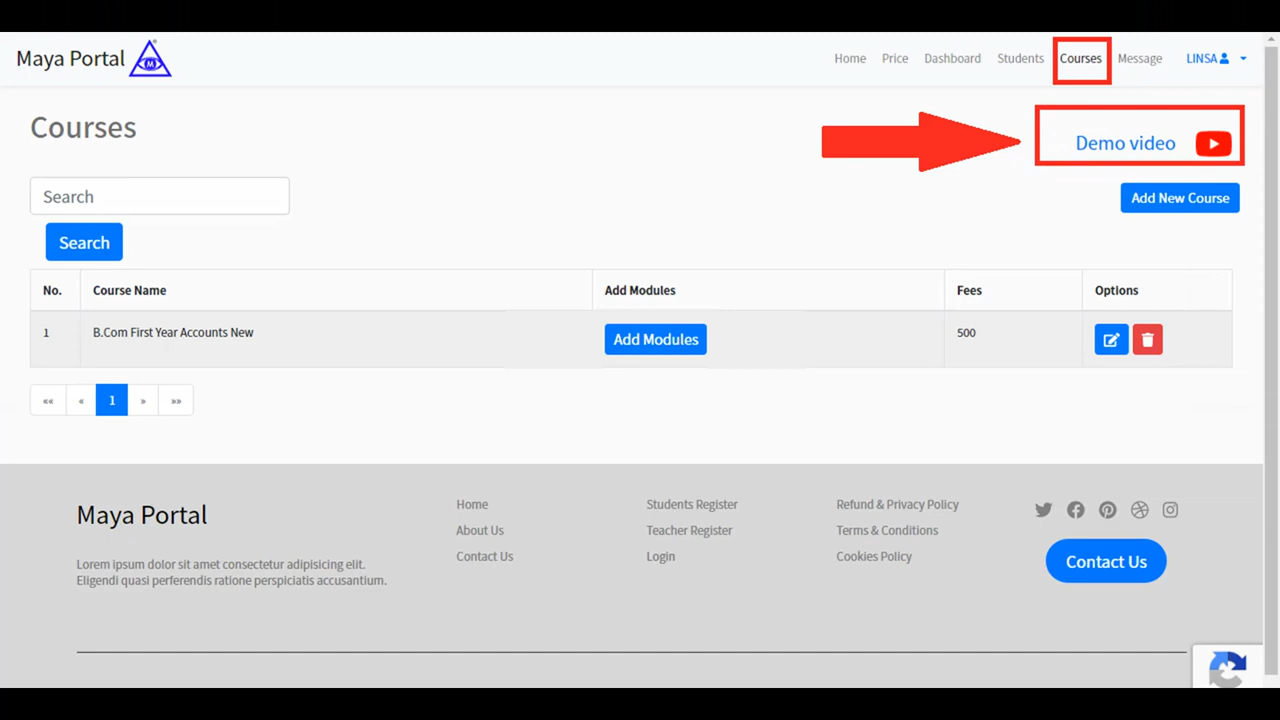 Maya Portal
Home Price Dashboard Students Courses Message LINSA
Courses
Demo video
Search
Add New Course
Search
No. Course Name Add Modules Fees Options
1 B.Com First Year Accounts New Add Modules 500
«« « 1 » »»
Maya Portal
Lorem ipsum dolor sit amet consectetur adipisicing elit.
Eligendi quasi perferendis ratione perspiciatis accusantium.
Home
About Us
Contact Us
Students Register
Teacher Register
Login
Refund & Privacy Policy
Terms & Conditions
Cookies Policy
Contact Us